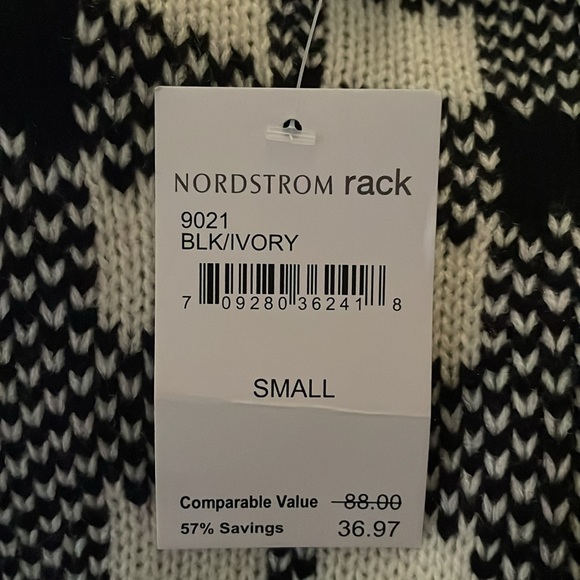 NORDSTROM rack
9021
BLK/IVORY
7 09280 36241 8
SMALL
Comparable Value 88.00
57% Savings 36.97